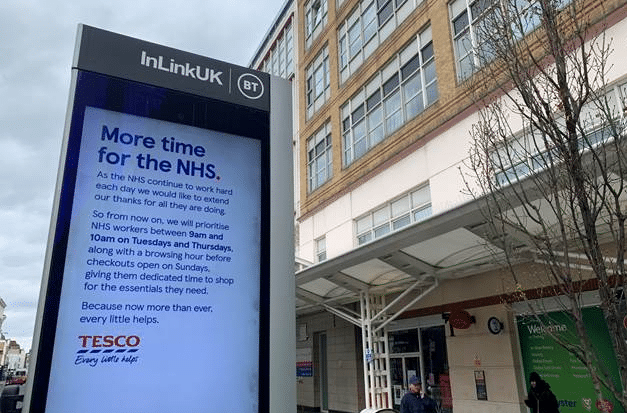 InLinkUK
BT
More time
for the NHS.
As the NHS continue to work hard
each day we would like to extend
our thanks for all they are doing.
So from now on, we will prioritise
NHS workers between 9am and
10am on Tuesdays and Thursdays,
along with a browsing hour before
checkouts open on Sundays,
giving them dedicated time to shop
for the essentials they need.
Because now more than ever,
every little helps.
TESCO
Every little helps
Welcome